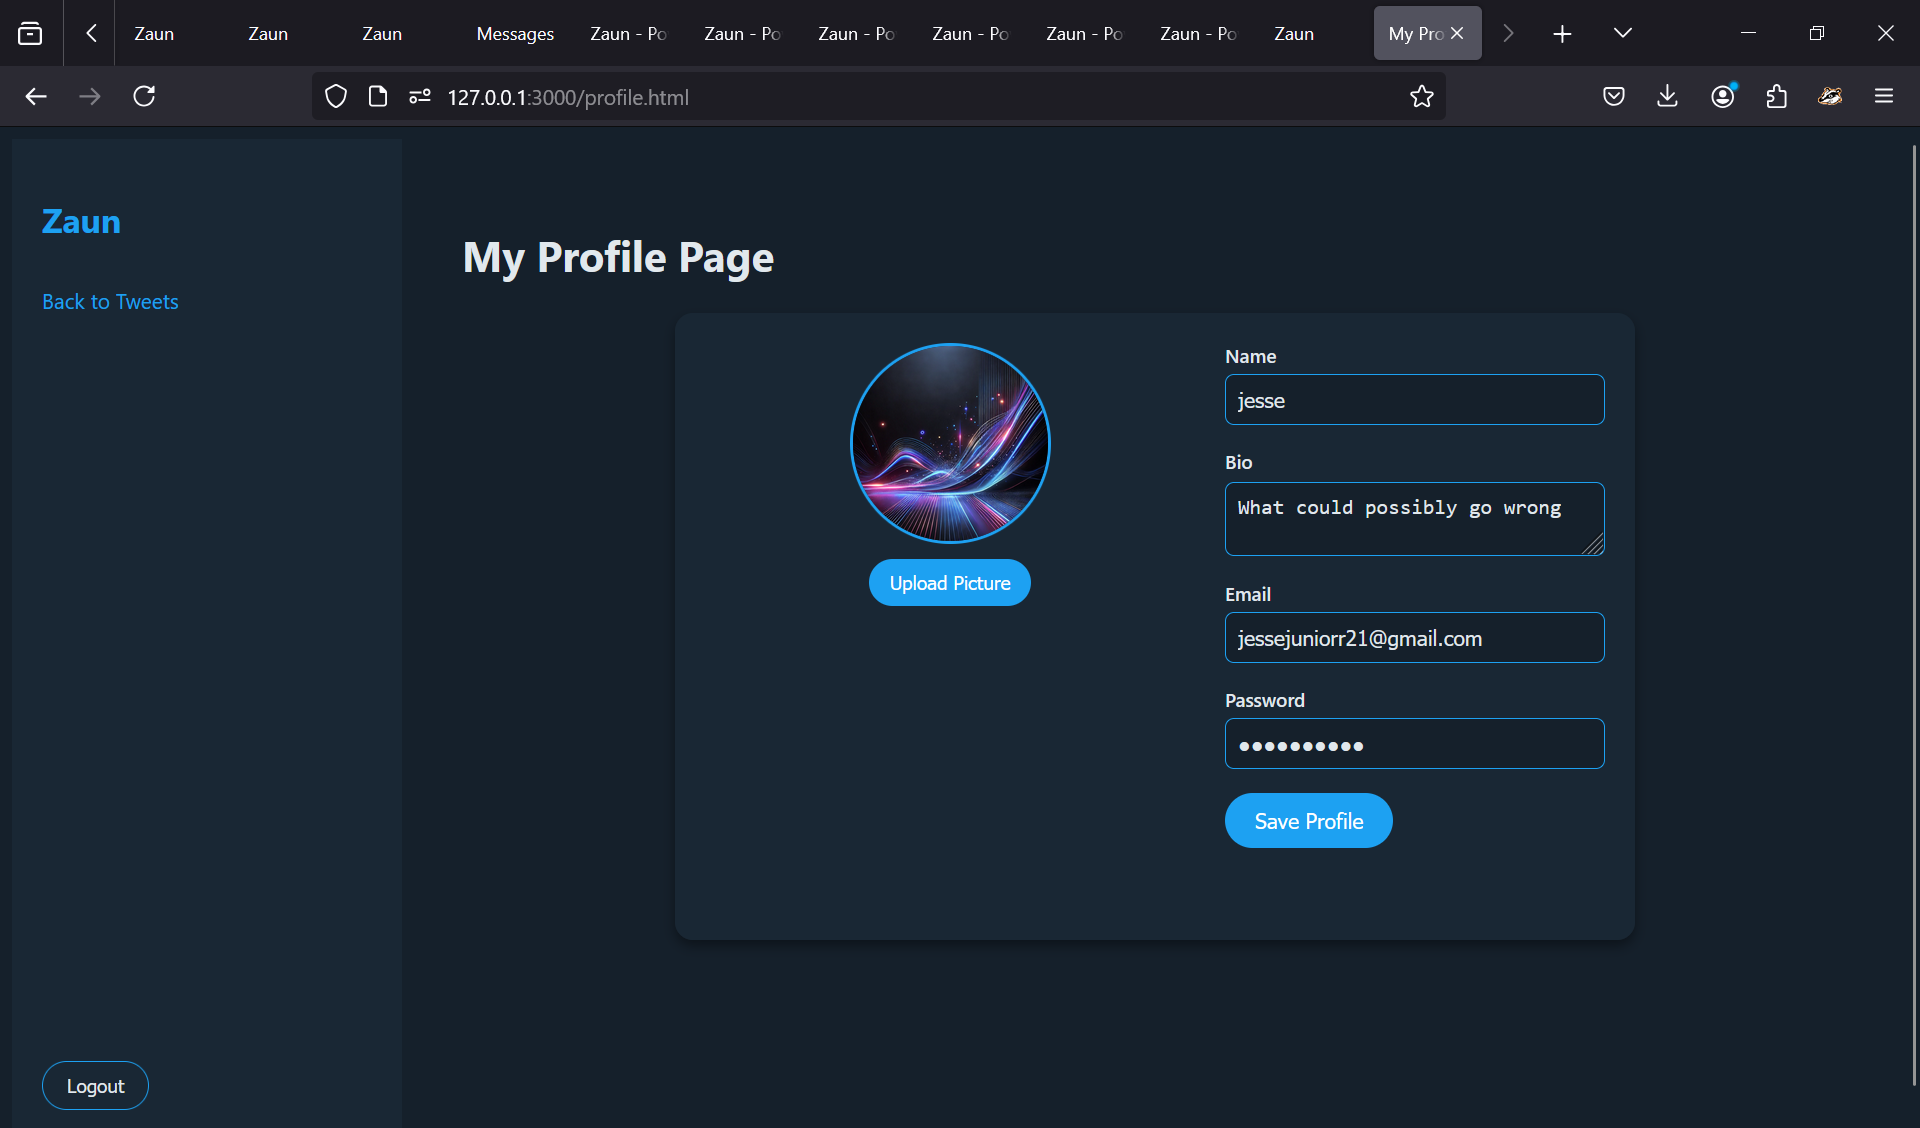 Zaun
Zaun
Zaun
Messages
Zaun - Po
Zaun - Po
Zaun - Po
Zaun - Po
Zaun - Po
Zaun - Po
Zaun
My Pro
127.0.0.1:3000/profile.html
Zaun
Back to Tweets
My Profile Page
Upload Picture
Name
jesse
Bio
What could possibly go wrong
Email
jessejuniorr21@gmail.com
Password
Save Profile
Logout